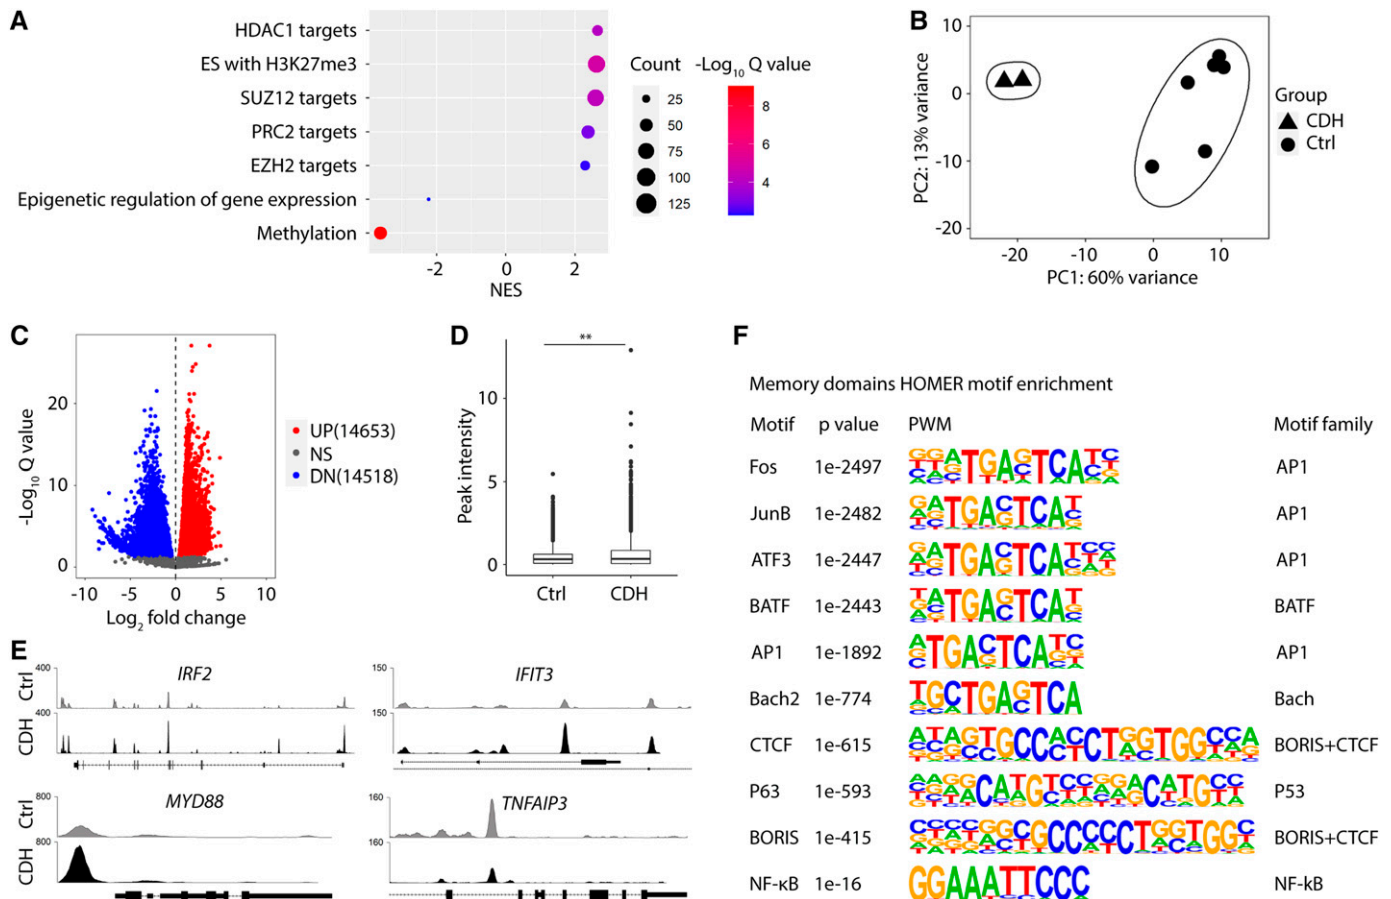 A
HDAC1 targets
ES with H3K27me3
SUZ12 targets
PRC2 targets
EZH2 targets
Epigenetic regulation of gene expression
Methylation
-2 0 2
NES
Count
25
50
75
100
125
-Log10 Q value
8
6
4
B
10
0
-10
-20
PC2: 13% variance
-20 -10 0 10
PC1: 60% variance
Group
CDH
Ctrl
C
-Log10 Q value
20
10
0
-10 -5 0 5 10
Log2 fold change
UP(14653)
NS
DN(14518)
D
**
Peak intensity
10
5
0
Ctrl CDH
E
Ctrl
CDH
400
400
IRF2
150
150
IFIT3
Ctrl
CDH
800
800
MYD88
160
160
TNFAIP3
F
Memory domains HOMER motif enrichment
Motif p value PWM Motif family
Fos 1e-2497 AP1
JunB 1e-2482 AP1
ATF3 1e-2447 AP1
BATF 1e-2443 BATF
AP1 1e-1892 AP1
Bach2 1e-774 Bach
CTCF 1e-615 BORIS+CTCF
P63 1e-593 P53
BORIS 1e-415 BORIS+CTCF
NF-κB 1e-16 GGAAATTCCC NF-kB